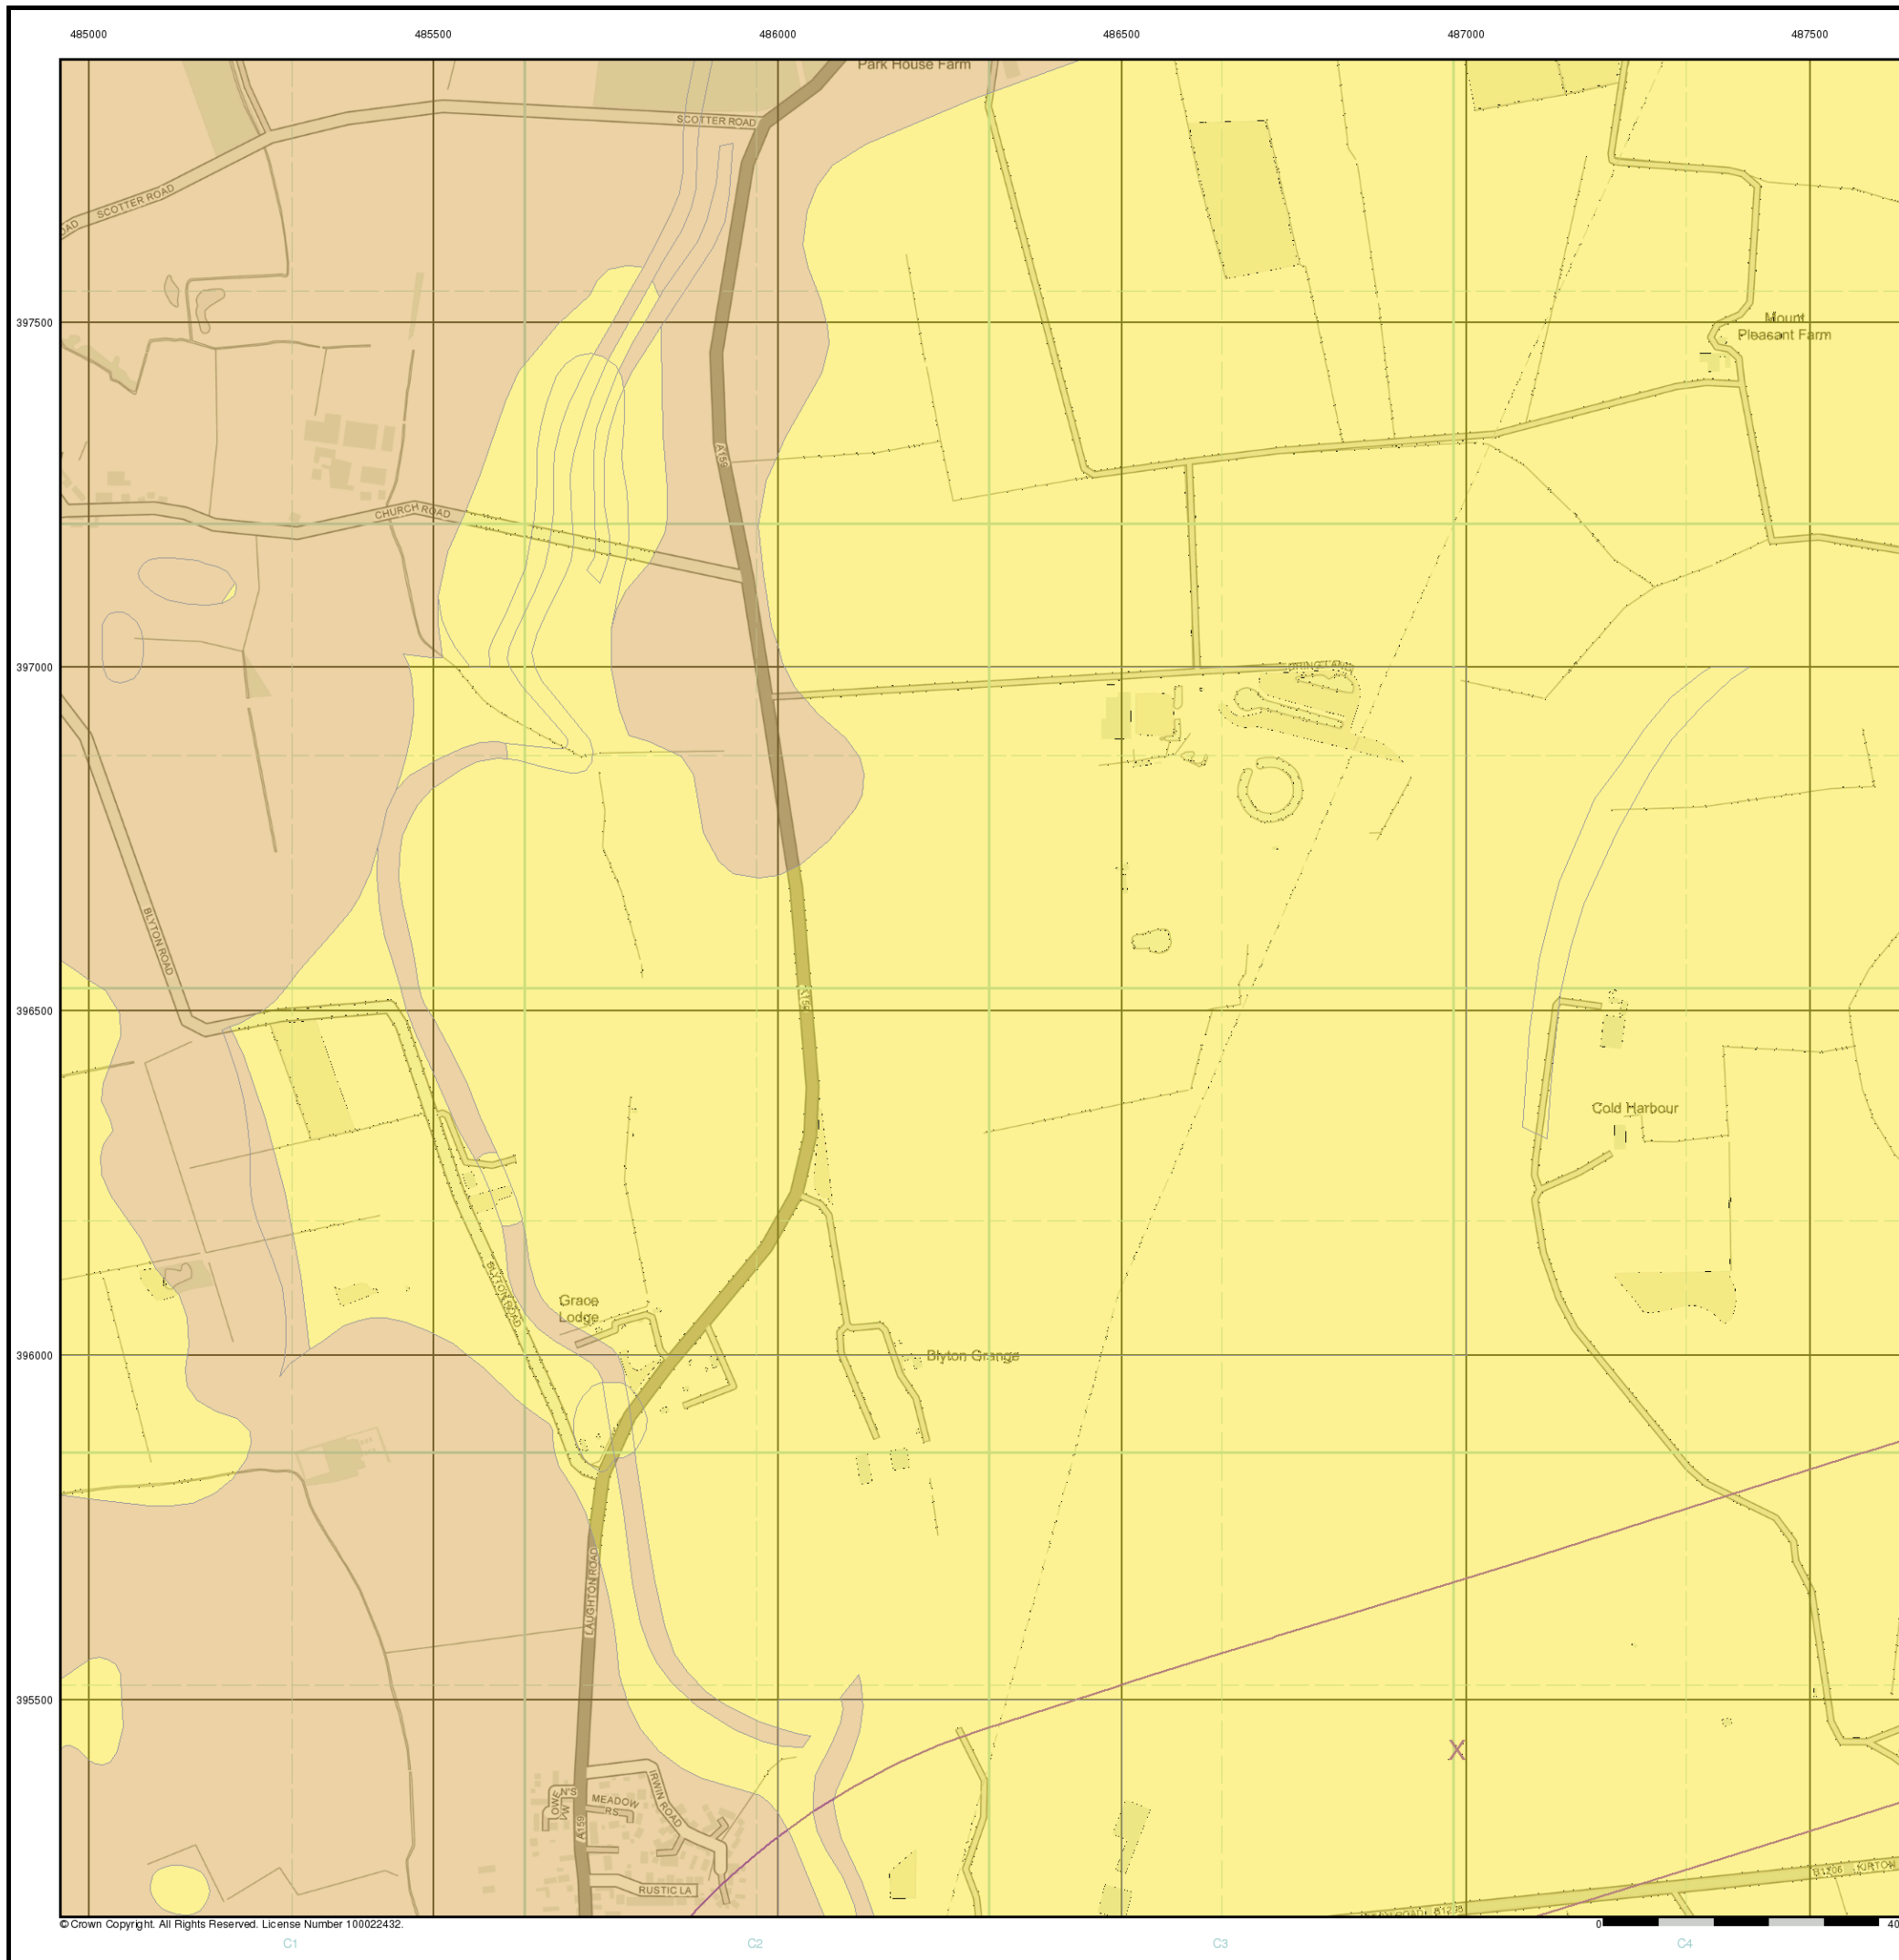 485000 485500 486000 486500 487000 487500
Park House Farm
SCOTTER ROAD
SCOTTER ROAD
397500
Mount
Pleasant Farm
A159
CHURCH ROAD
397000
BLYTON ROAD
396500
Cold Harbour
BLYTON ROAD
Grace
Lodge
396000
Blyton Grange
LAUGHTON ROAD
395500
X
IRWIN ROAD
MEADOW
A159
B1206 KIRTON
RUSTIC LA
© Crown Copyright. All Rights Reserved. License Number 100022432.
0 40
C1 C2 C3 C4